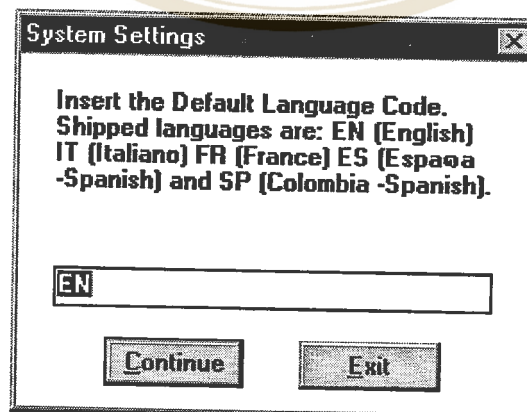 System Settings
Insert the Default Language Code.
Shipped languages are: EN (English)
IT (Italiano) FR (France) ES (Espaσa
-Spanish) and SP (Colombia -Spanish).
EN
Continue
Exit